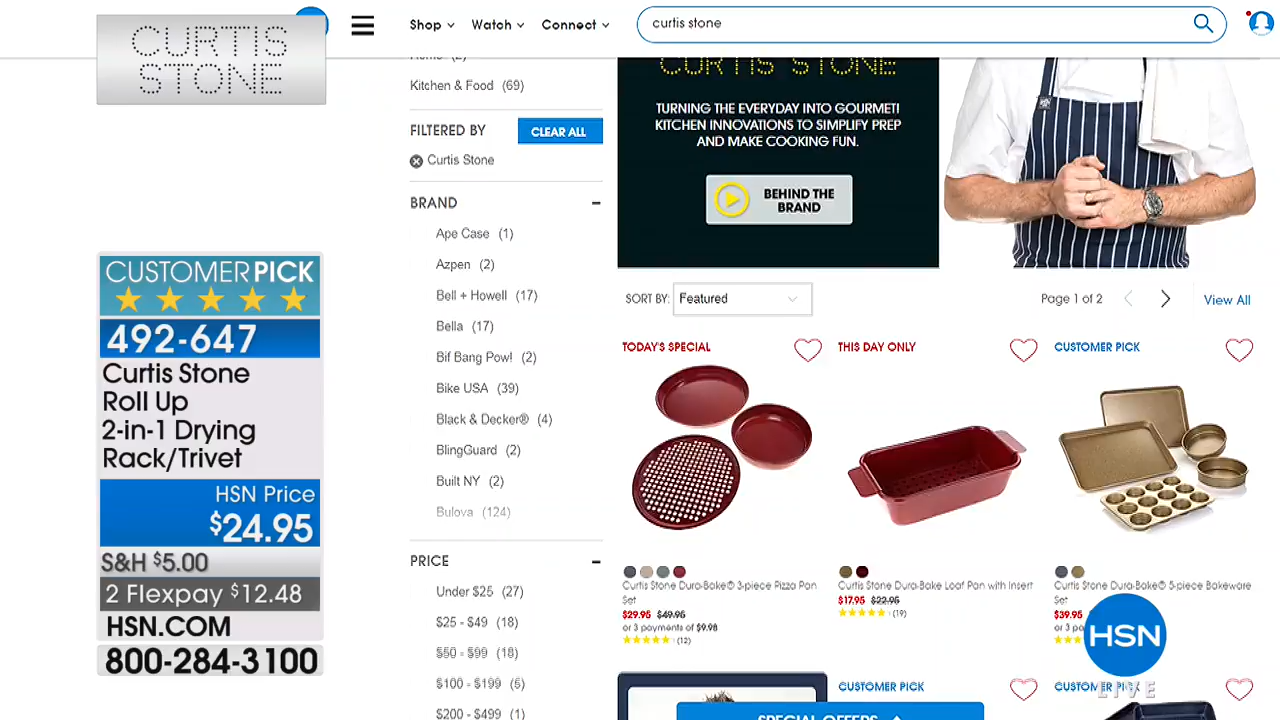 CURTIS
STONE
Shop
Watch
Connect
curtis stone
Kitchen & Food (69)
FILTERED BY
CLEAR ALL
Curtis Stone
BRAND
Ape Case (1)
Azpen (2)
Bell + Howell (17)
Bella (17)
Bif Bang Pow! (2)
Bike USA (39)
Black & Decker® (4)
BlingGuard (2)
Built NY (2)
Bulova (124)
PRICE
Under $25 (27)
$25 - $49 (18)
$50 - $99 (18)
$100 - $199 (6)
$200 - $499 (1)
CUSTOMER PICK
492-647
Curtis Stone
Roll Up
2-in-1 Drying
Rack/Trivet
HSN Price
$24.95
S&H $5.00
2 Flexpay $12.48
HSN.COM
800-284-3100
CURTIS STONE
TURNING THE EVERYDAY INTO GOURMET!
KITCHEN INNOVATIONS TO SIMPLIFY PREP
AND MAKE COOKING FUN.
BEHIND THE
BRAND
SORT BY: Featured
Page 1 of 2
View All
TODAY'S SPECIAL
Curtis Stone Dura-Bake® 3-piece Pizza Pan
Set
$29.95 $49.95
or 3 payments of $9.98
(12)
THIS DAY ONLY
Curtis Stone Dura-Bake Loaf Pan with Insert
$17.95 $22.95
(19)
CUSTOMER PICK
Curtis Stone Dura-Bake® 5-piece Bakeware
Set
$39.95
or 3 pa
HSN
LIVE
CUSTOMER PICK
CUSTOMER PICK
SPECIAL OFFERS